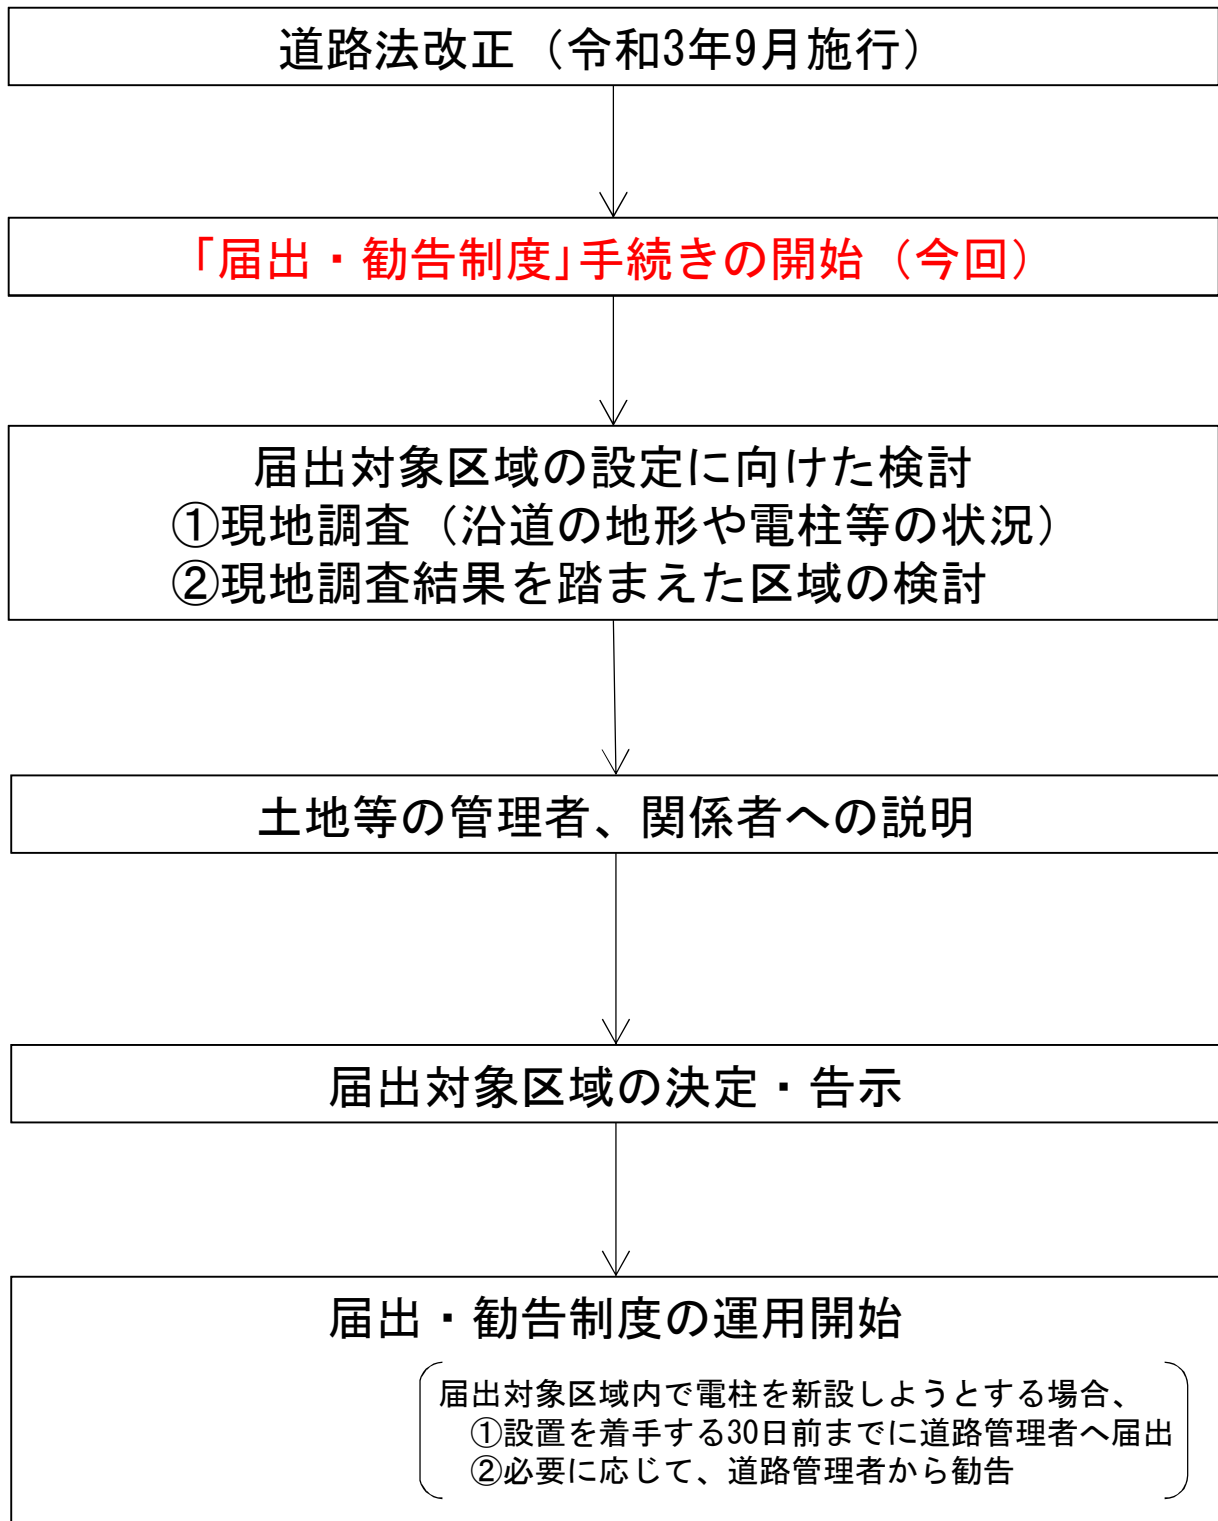 道路法改正（令和3年9月施行）
「届出・勧告制度」手続きの開始（今回）
届出対象区域の設定に向けた検討
①現地調査（沿道の地形や電柱等の状況）
②現地調査結果を踏まえた区域の検討
土地等の管理者、関係者への説明
届出対象区域の決定・告示
届出・勧告制度の運用開始
届出対象区域内で電柱を新設しようとする場合、
①設置を着手する30日前までに道路管理者へ届出
②必要に応じて、道路管理者から勧告